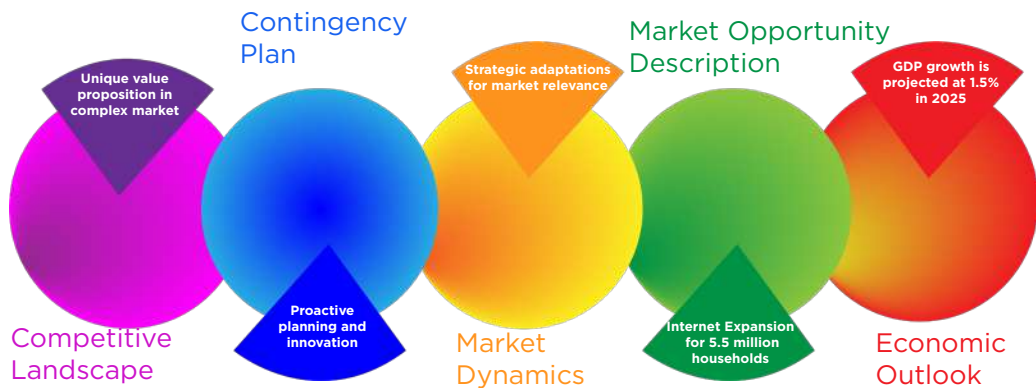 Contingency
Plan
Market Opportunity
Description
Unique value
proposition in
complex market
Strategic adaptations
for market relevance
GDP growth is
projected at 1.5%
in 2025
Proactive
planning and
innovation
Internet Expansion
for 5.5 million
households
Competitive
Landscape
Market
Dynamics
Economic
Outlook